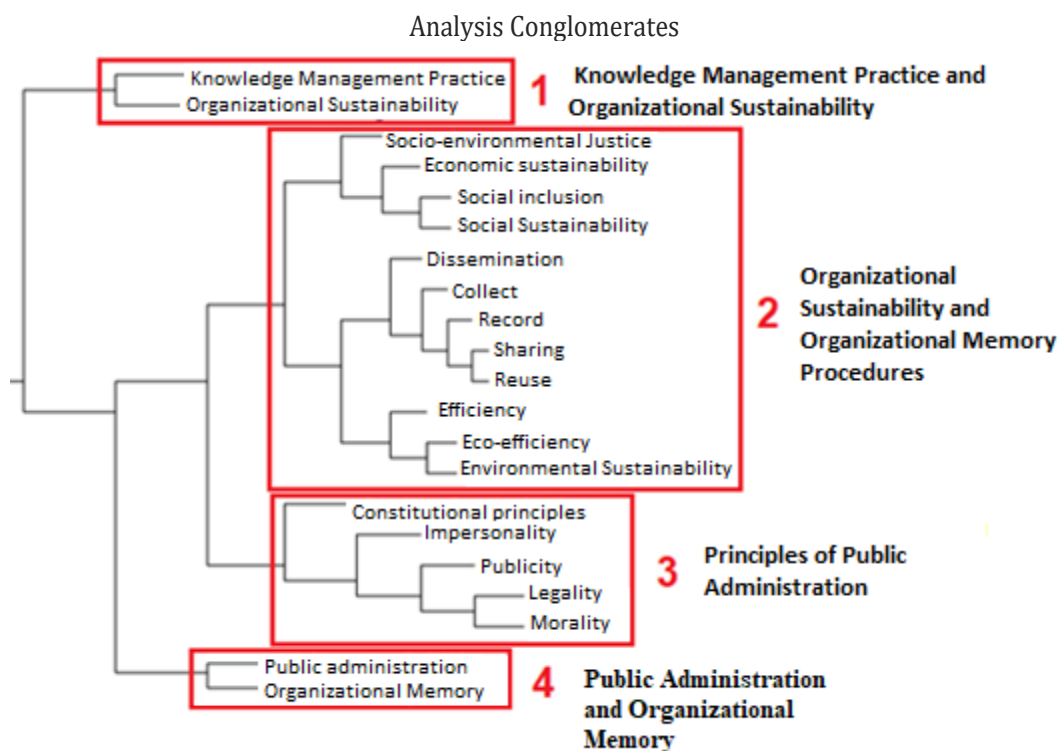 Analysis Conglomerates
Knowledge Management Practice
Organizational Sustainability
1
Knowledge Management Practice and
Organizational Sustainability
Socio-environmental Justice
Economic sustainability
Social inclusion
Social Sustainability
Dissemination
Collect
Record
Sharing
Reuse
Efficiency
Eco-efficiency
Environmental Sustainability
2
Organizational
Sustainability and
Organizational Memory
Procedures
Constitutional principles
Impersonality
Publicity
Legality
Morality
3
Principles of Public
Administration
Public administration
Organizational Memory
4
Public Administration
and Organizational
Memory